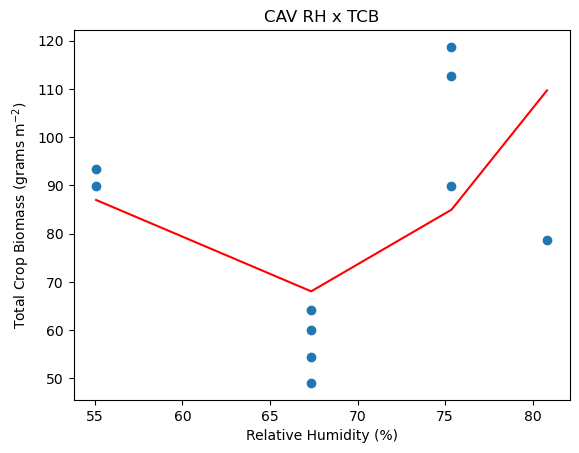 CAV RH x TCB
Total Crop Biomass (grams m⁻²)
120
110
100
90
80
70
60
50
55 60 65 70 75 80
Relative Humidity (%)